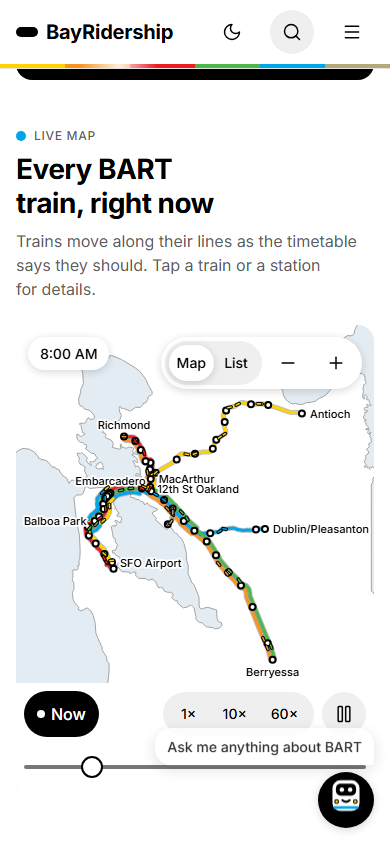 BayRidership
LIVE MAP
Every BART
train, right now
Trains move along their lines as the timetable
says they should. Tap a train or a station
for details.
8:00 AM
Map List − +
Antioch
Richmond
MacArthur
Embarcadero
12th St Oakland
Balboa Park
Dublin/Pleasanton
SFO Airport
Berryessa
Now 1× 10× 60×
Ask me anything about BART